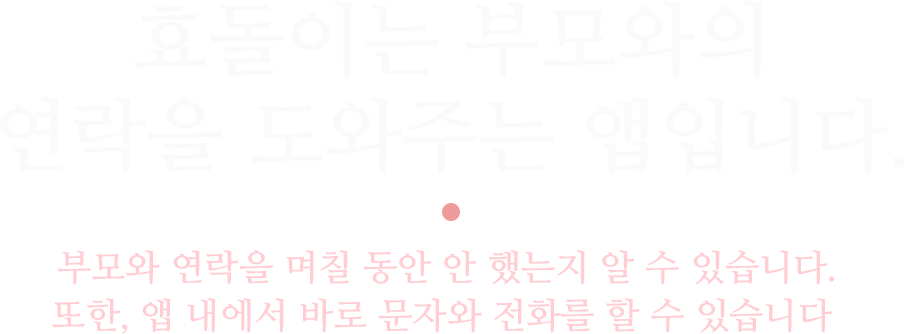 효돌이는 부모와의
연락을 도와주는 앱입니다.
부모와 연락을 며칠 동안 안 했는지 알 수 있습니다.
또한, 앱 내에서 바로 문자와 전화를 할 수 있습니다